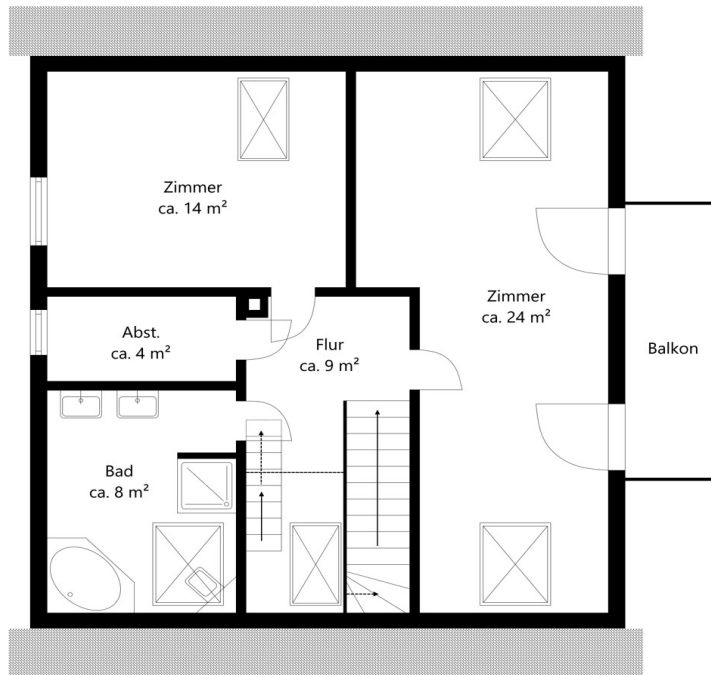 Zimmer
ca. 14 m²
Zimmer
ca. 24 m²
Abst.
ca. 4 m²
Flur
ca. 9 m²
Balkon
Bad
ca. 8 m²